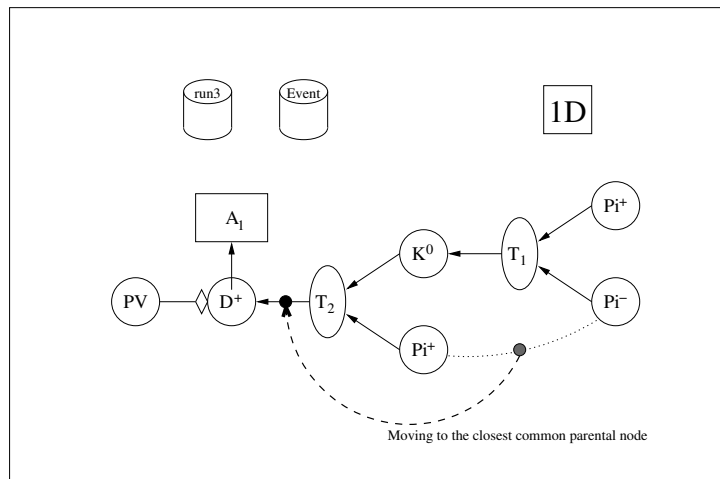 run3
Event
1D
A₁
Pi⁺
K⁰
T₁
PV
D⁺
T₂
Pi⁻
Pi⁺
Moving to the closest common parental node